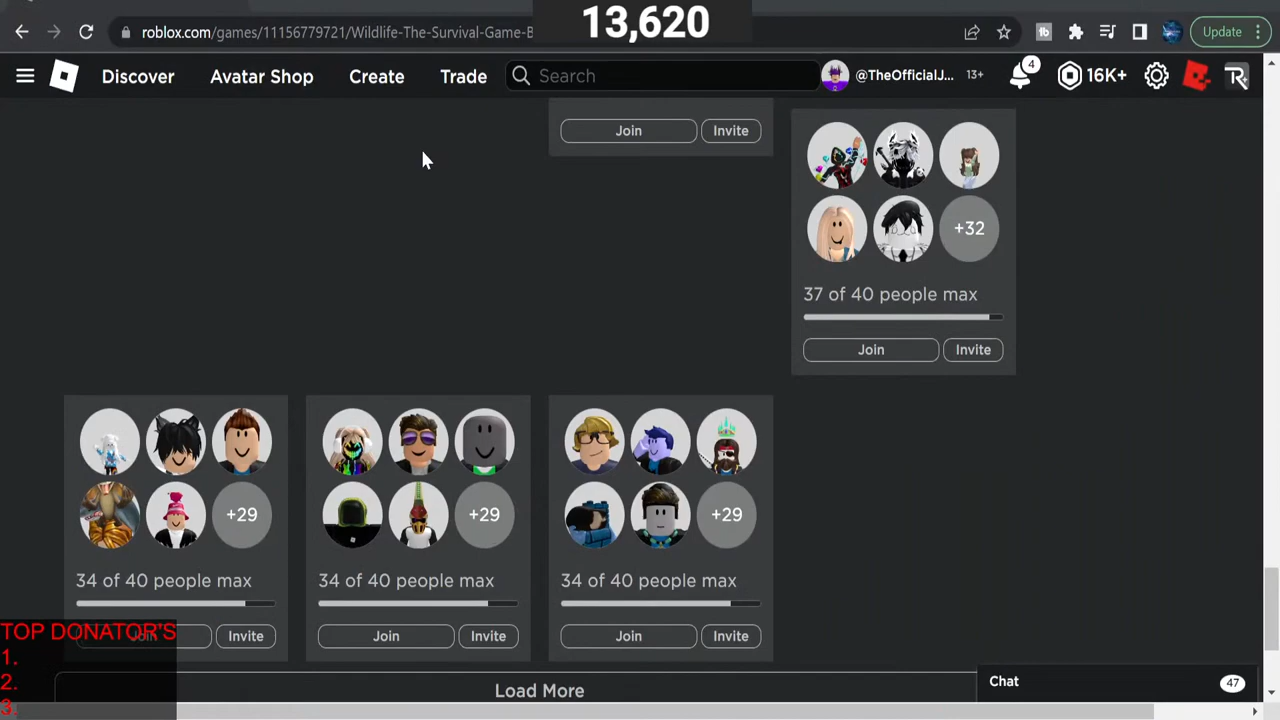 13,620
roblox.com/games/11156779721/Wildlife-The-Survival-Game-B
Update
Discover
Avatar Shop
Create
Trade
Search
@TheOfficialJ...
13+
4
16K+
Join
Invite
+32
37 of 40 people max
Join
Invite
+29
34 of 40 people max
Join
Invite
+29
34 of 40 people max
Join
Invite
+29
34 of 40 people max
Join
Invite
TOP DONATOR'S
1.
2.
3.
Load More
Chat
47